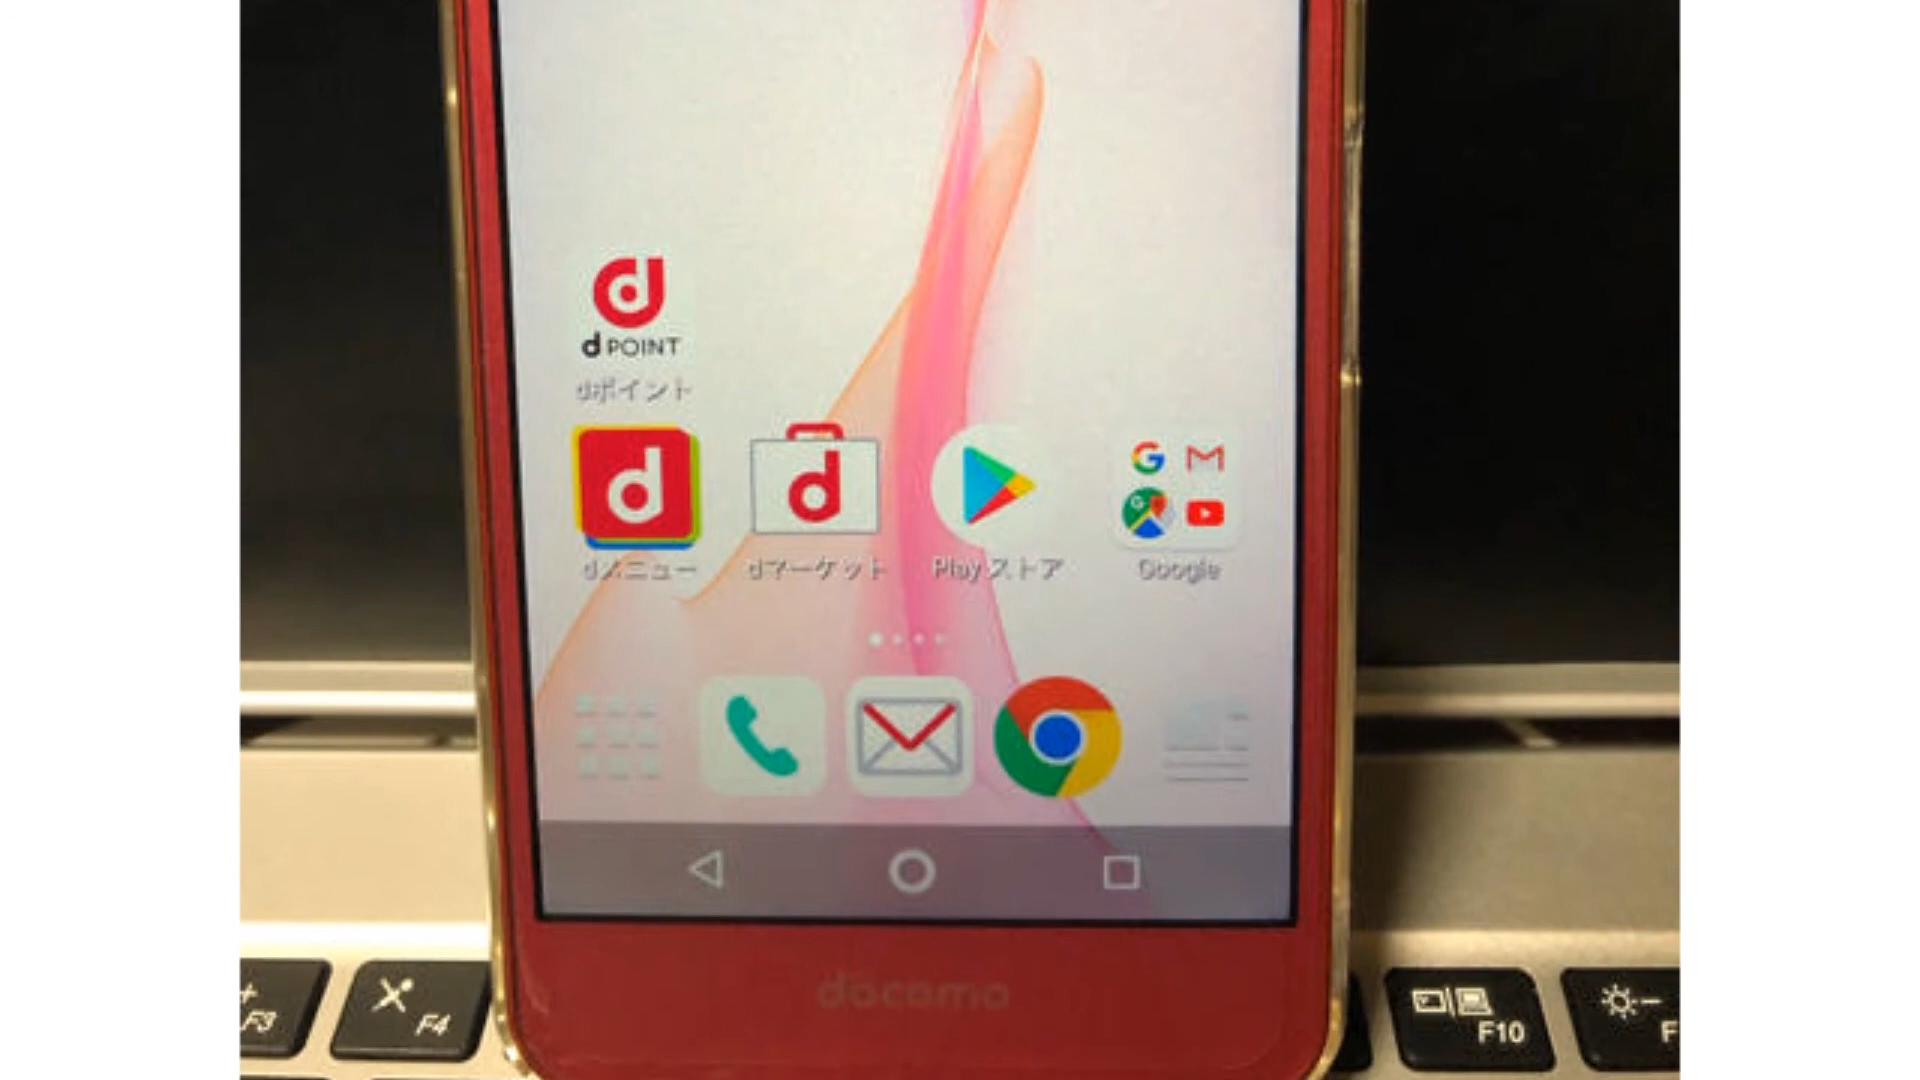 d
d POINT
dポイント
d
d
G
dメニュー
dマーケット
Play ストア
Google
docomo
F3
F4
F10
F